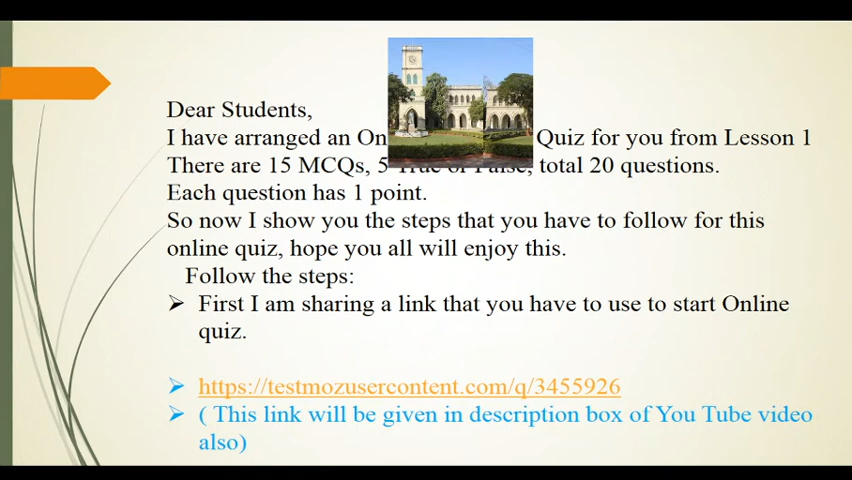 Dear Students,
I have arranged an On Quiz for you from Lesson 1
There are 15 MCQs, 5 True or False, total 20 questions.
Each question has 1 point.
So now I show you the steps that you have to follow for this
online quiz, hope you all will enjoy this.
Follow the steps:
➢ First I am sharing a link that you have to use to start Online
quiz.
➢ https://testmozusercontent.com/q/3455926
➢ ( This link will be given in description box of You Tube video
also)